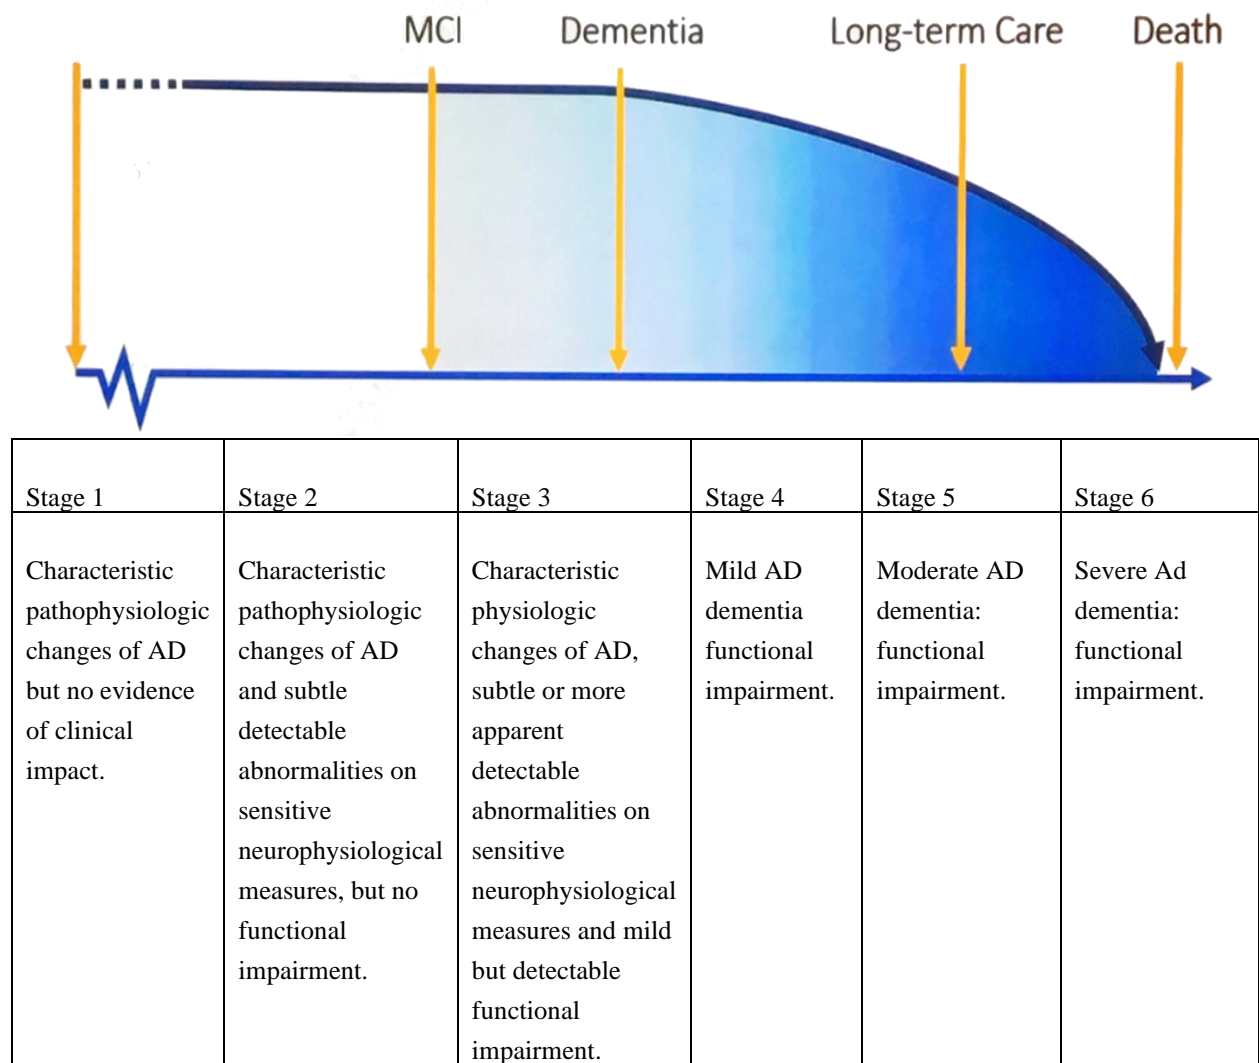 MCI Dementia Long-term Care Death
Stage 1 Stage 2 Stage 3 Stage 4 Stage 5 Stage 6
Characteristic
pathophysiologic
changes of AD
but no evidence
of clinical
impact.
Characteristic
pathophysiologic
changes of AD
and subtle
detectable
abnormalities on
sensitive
neurophysiological
measures, but no
functional
impairment.
Characteristic
physiologic
changes of AD,
subtle or more
apparent
detectable
abnormalities on
sensitive
neurophysiological
measures and mild
but detectable
functional
impairment.
Mild AD
dementia
functional
impairment.
Moderate AD
dementia:
functional
impairment.
Severe Ad
dementia:
functional
impairment.